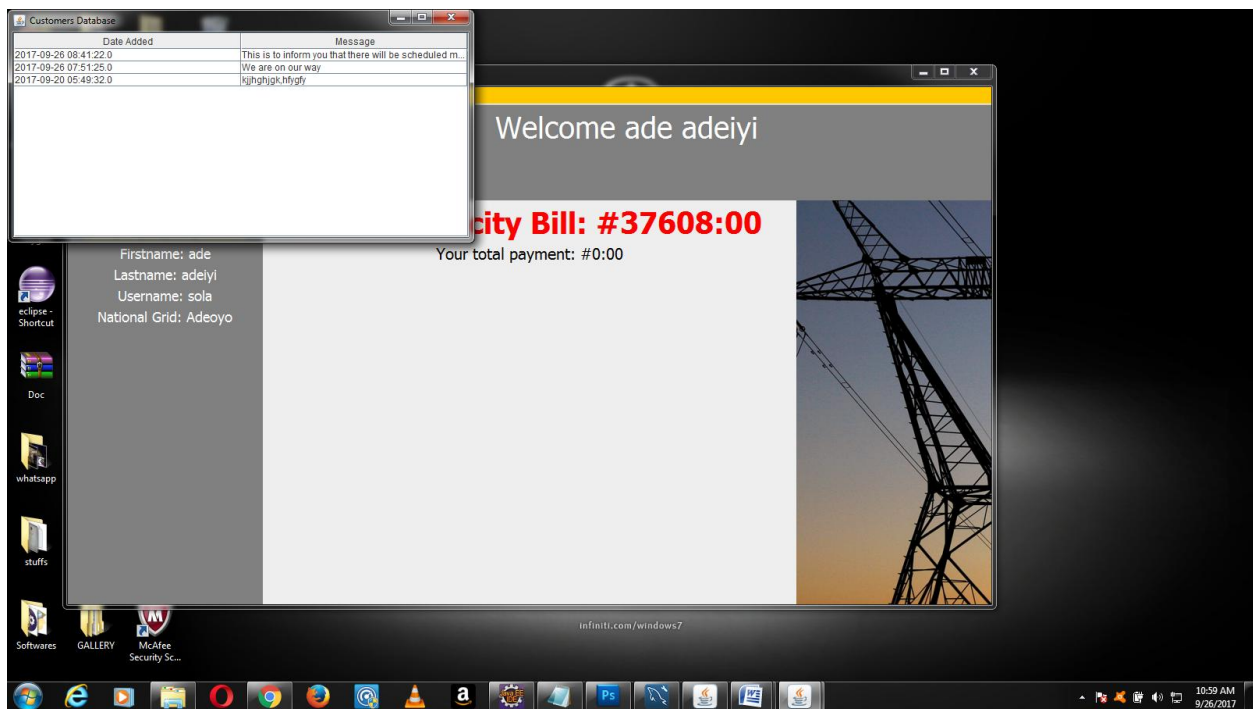 Customers Database
Date Added Message
2017-09-26 08:41:22.0 This is to inform you that there will be scheduled m...
2017-09-26 07:51:25.0 We are on our way
2017-09-20 05:49:32.0 kjjhghjgk,hfygfy
Welcome ade adeiyi
city Bill: #37608:00
Your total payment: #0:00
Firstname: ade
Lastname: adeiyi
Username: sola
National Grid: Adeoyo
eclipse -
Shortcut
Doc
whatsapp
stuffs
Softwares
GALLERY
McAfee
Security Sc...
infiniti.com/windows7
a
Java EE
IDE
Ps
W
10:59 AM
9/26/2017